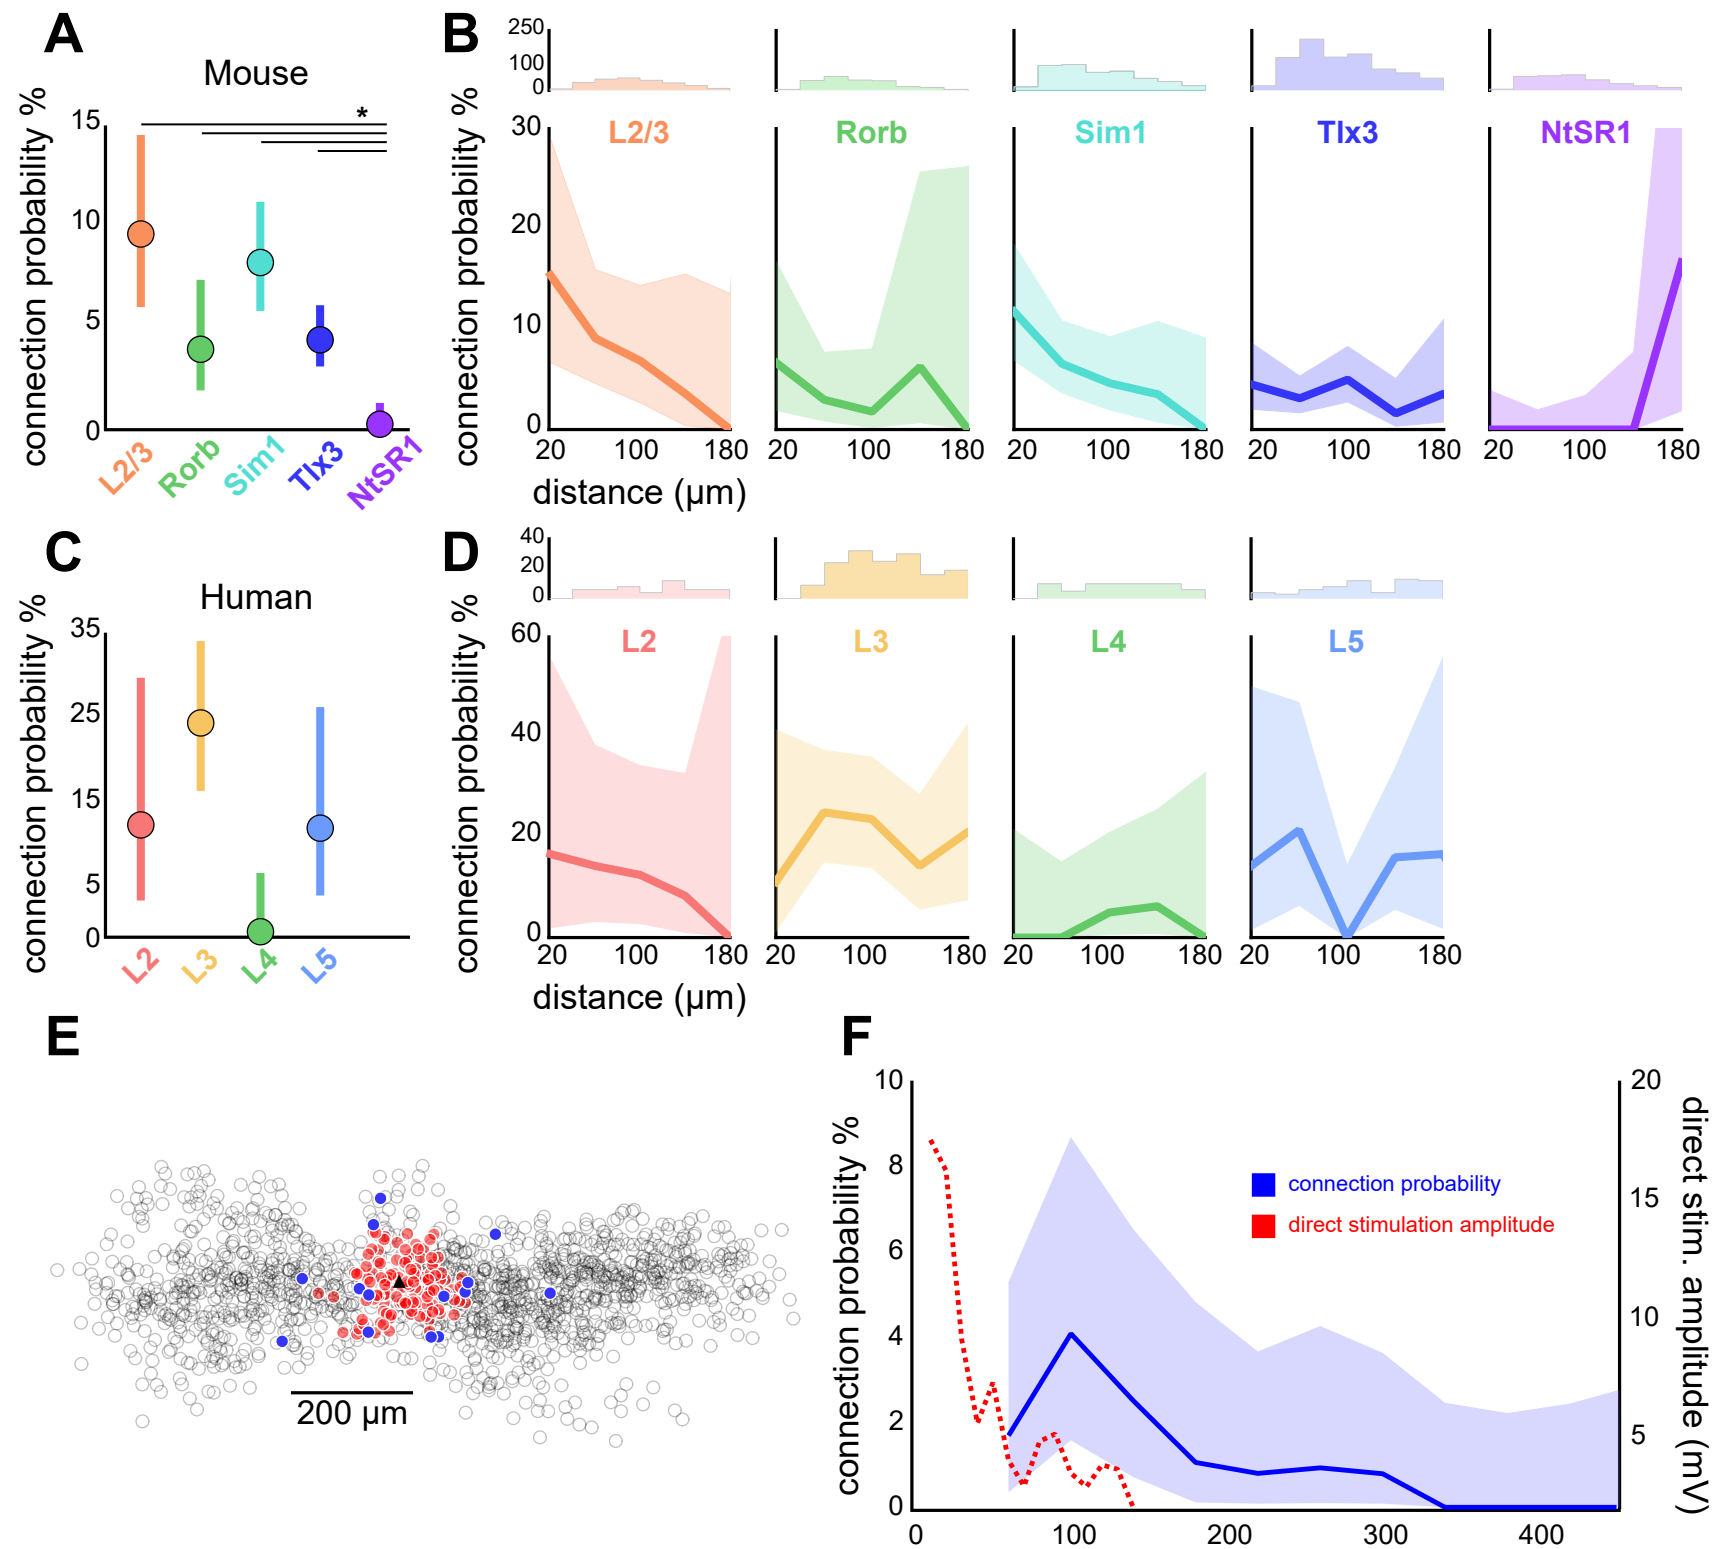 A
Mouse
connection probability %
15
10
5
0
*
L2/3
Rorb
Sim1
Tlx3
NtSR1
B
250
100
0
connection probability %
30
20
10
0
L2/3
Rorb
Sim1
Tlx3
NtSR1
20 100 180
20 100 180
20 100 180
20 100 180
20 100 180
distance (µm)
C
Human
connection probability %
35
25
15
5
0
L2
L3
L4
L5
D
40
20
0
connection probability %
60
40
20
0
L2
L3
L4
L5
20 100 180
20 100 180
20 100 180
20 100 180
distance (µm)
E
200 µm
F
connection probability %
10
8
6
4
2
0
connection probability
direct stimulation amplitude
20
15
10
5
direct stim. amplitude (mV)
0 100 200 300 400